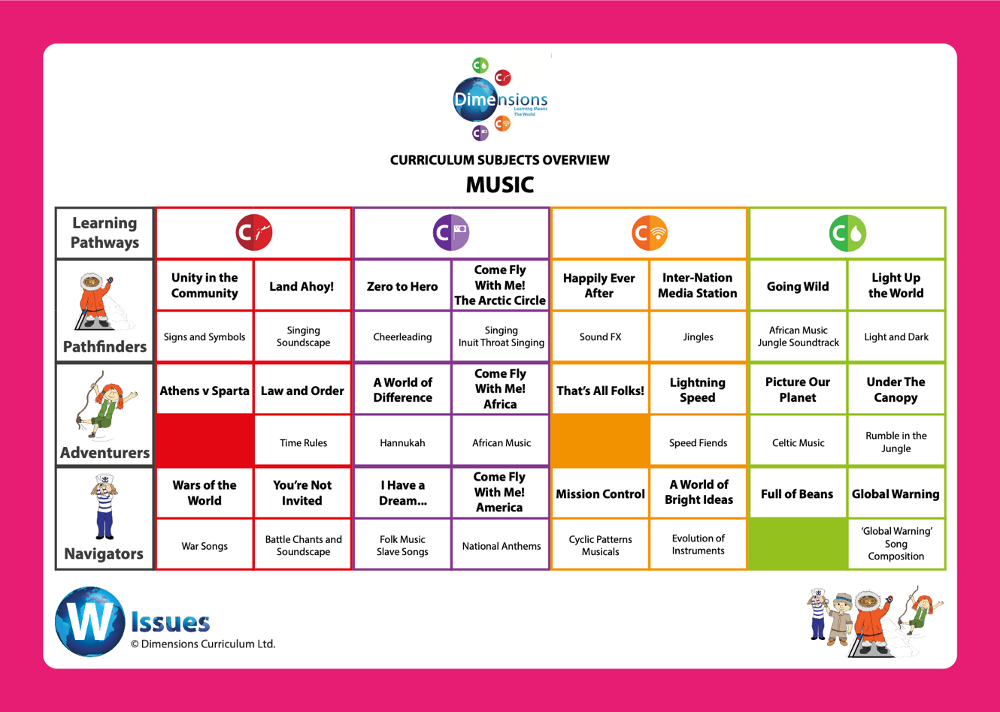 C
C
Dimensions
Learning Means
The World
C
C
CURRICULUM SUBJECTS OVERVIEW
MUSIC
Learning
Pathways
C
C
C
C
Pathfinders
Unity in the
Community
Land Ahoy!
Zero to Hero
Come Fly
With Me!
The Arctic Circle
Happily Ever
After
Inter-Nation
Media Station
Going Wild
Light Up
the World
Signs and Symbols
Singing
Soundscape
Cheerleading
Singing
Inuit Throat Singing
Sound FX
Jingles
African Music
Jungle Soundtrack
Light and Dark
Adventurers
Athens v Sparta
Law and Order
A World of
Difference
Come Fly
With Me!
Africa
That's All Folks!
Lightning
Speed
Picture Our
Planet
Under The
Canopy
Time Rules
Hannukah
African Music
Speed Fiends
Celtic Music
Rumble in the
Jungle
Navigators
Wars of the
World
You're Not
Invited
I Have a
Dream...
Come Fly
With Me!
America
Mission Control
A World of
Bright Ideas
Full of Beans
Global Warning
War Songs
Battle Chants and
Soundscape
Folk Music
Slave Songs
National Anthems
Cyclic Patterns
Musicals
Evolution of
Instruments
'Global Warning'
Song
Composition
W Issues
© Dimensions Curriculum Ltd.